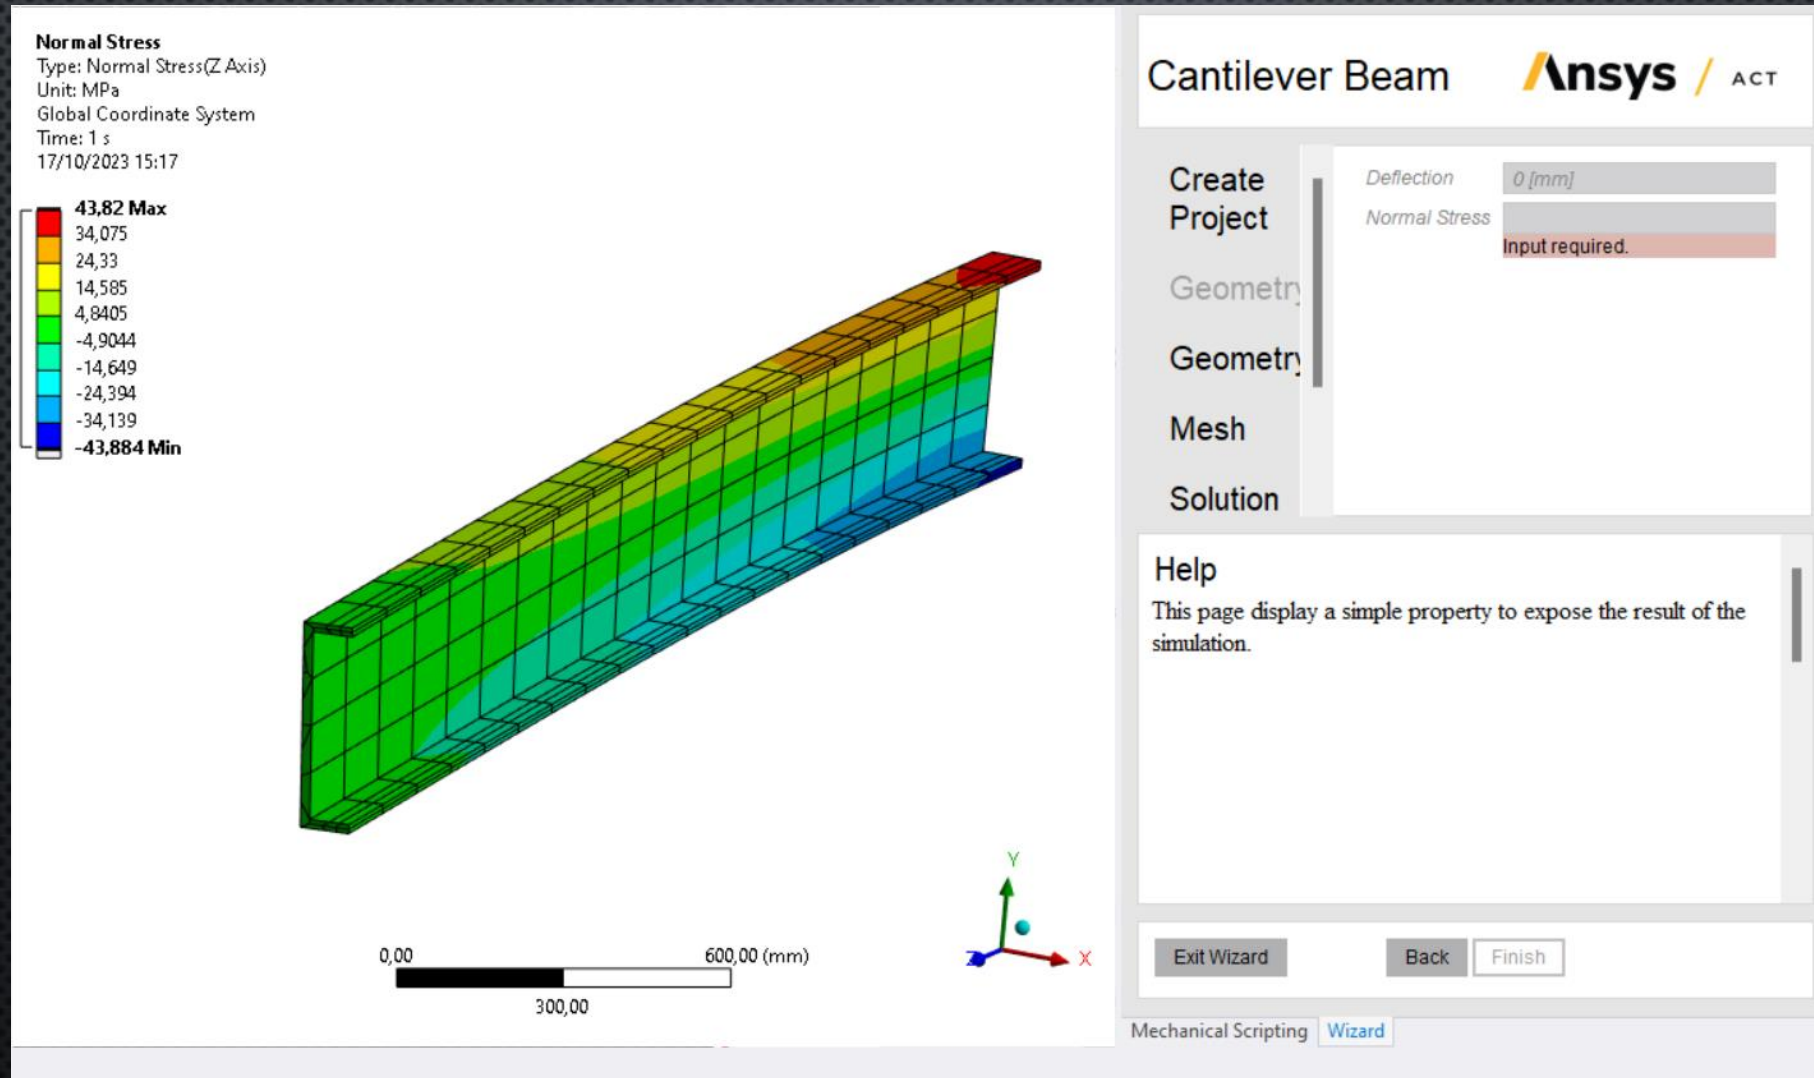 Normal Stress
Type: Normal Stress(Z Axis)
Unit: MPa
Global Coordinate System
Time: 1 s
17/10/2023 15:17
43,82 Max
34,075
24,33
14,585
4,8405
-4,9044
-14,649
-24,394
-34,139
-43,884 Min
0,00
600,00 (mm)
300,00
Y
Z
X
Cantilever Beam
Ansys / ACT
Create
Project
Geometry
Geometry
Mesh
Solution
Deflection
0 [mm]
Normal Stress
Input required.
Help
This page display a simple property to expose the result of the
simulation.
Exit Wizard
Back
Finish
Mechanical Scripting
Wizard